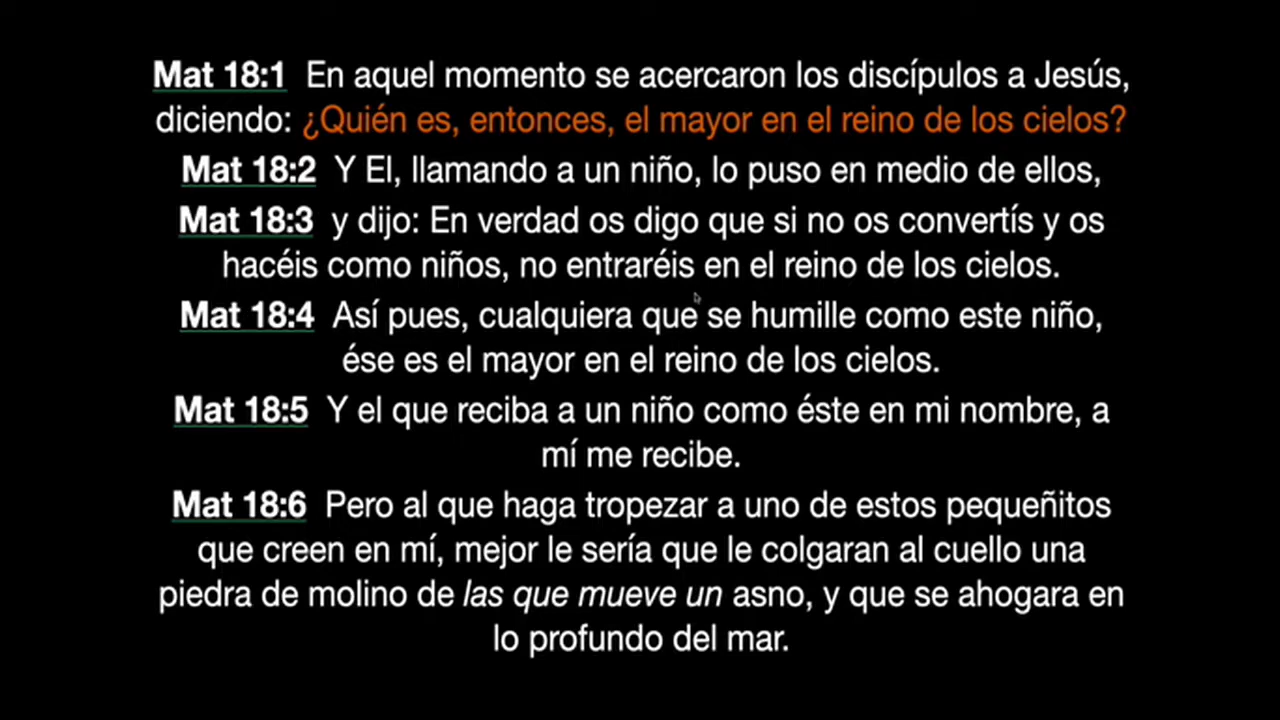 Mat 18:1 En aquel momento se acercaron los discípulos a Jesús,
diciendo: ¿Quién es, entonces, el mayor en el reino de los cielos?
Mat 18:2 Y El, llamando a un niño, lo puso en medio de ellos,
Mat 18:3 y dijo: En verdad os digo que si no os convertís y os
hacéis como niños, no entraréis en el reino de los cielos.
Mat 18:4 Así pues, cualquiera que se humille como este niño,
ése es el mayor en el reino de los cielos.
Mat 18:5 Y el que reciba a un niño como éste en mi nombre, a
mí me recibe.
Mat 18:6 Pero al que haga tropezar a uno de estos pequeñitos
que creen en mí, mejor le sería que le colgaran al cuello una
piedra de molino de las que mueve un asno, y que se ahogara en
lo profundo del mar.